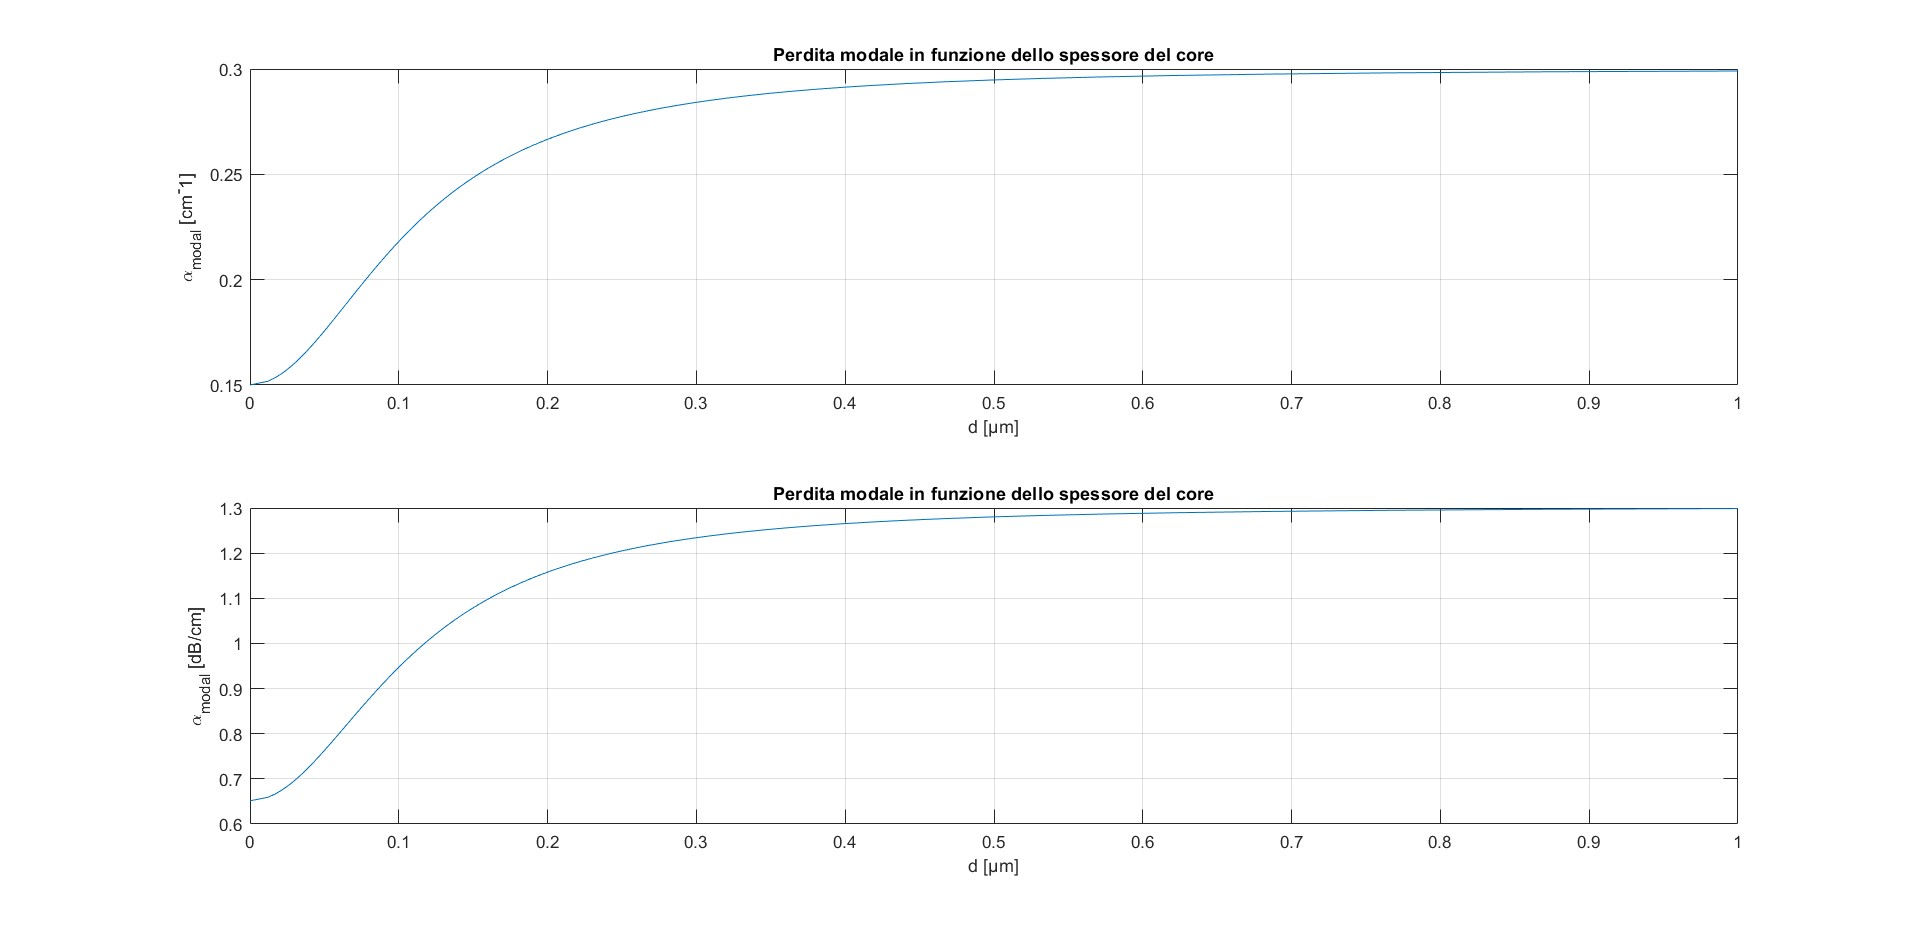 Perdita modale in funzione dello spessore del core
0.3
0.25
0.2
0.15
α_modal [cm^-1]
0 0.1 0.2 0.3 0.4 0.5 0.6 0.7 0.8 0.9 1
d [µm]
Perdita modale in funzione dello spessore del core
1.3
1.2
1.1
1
0.9
0.8
0.7
0.6
α_modal [dB/cm]
0 0.1 0.2 0.3 0.4 0.5 0.6 0.7 0.8 0.9 1
d [µm]